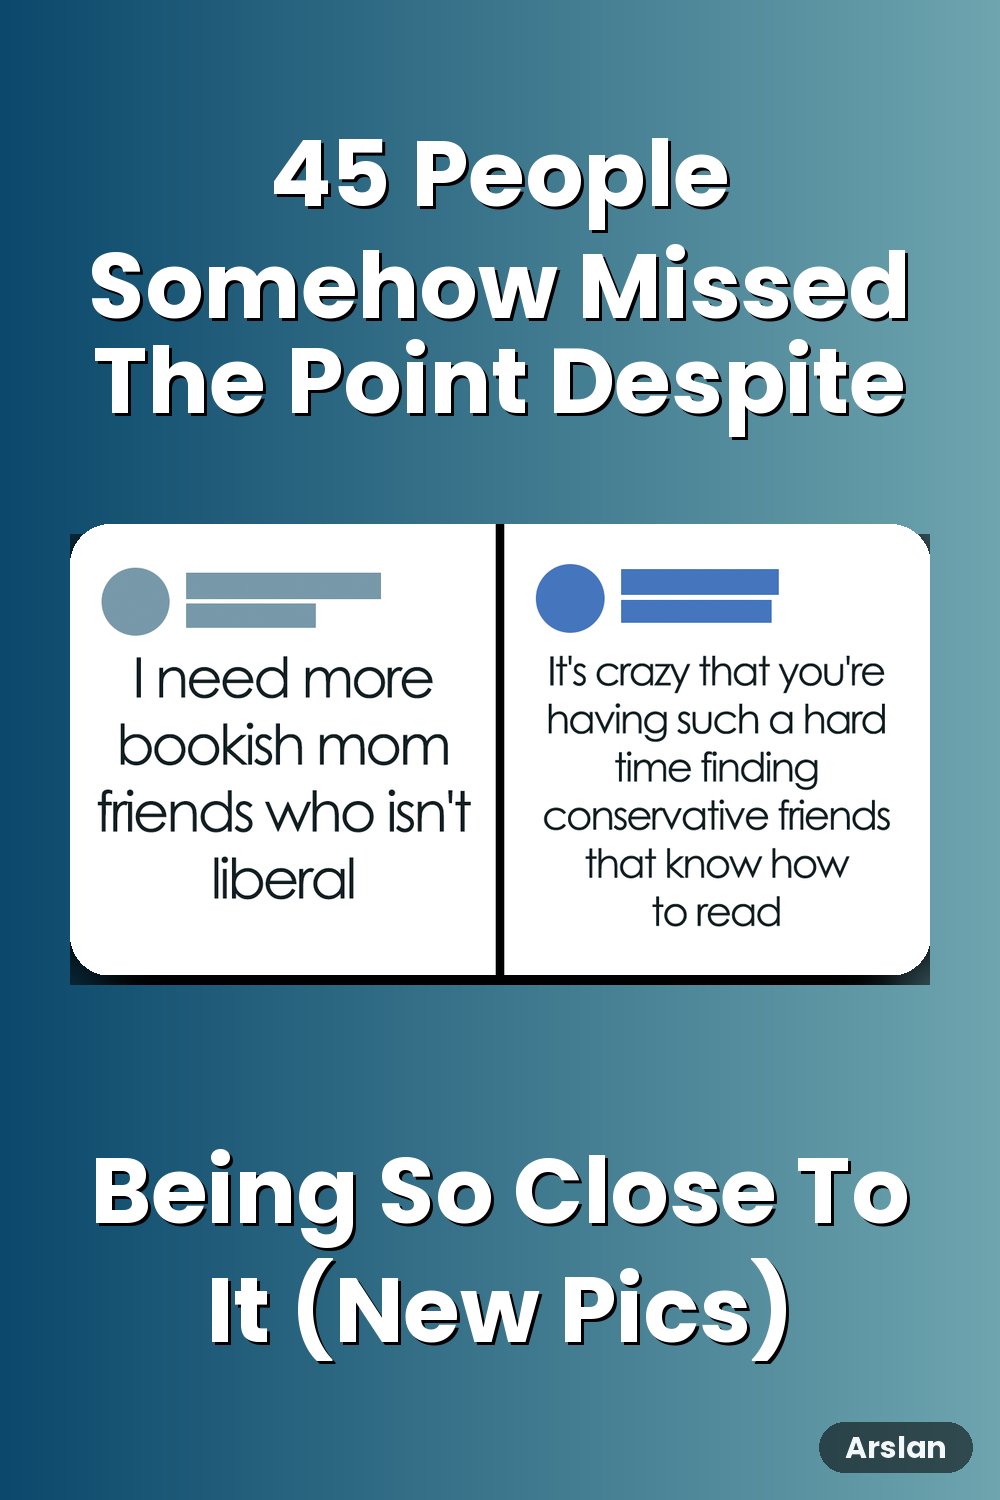 45 People
Somehow Missed
The Point Despite
I need more
bookish mom
friends who isn't
liberal
It's crazy that you're
having such a hard
time finding
conservative friends
that know how
to read
Being So Close To
It (New Pics)
Arslan